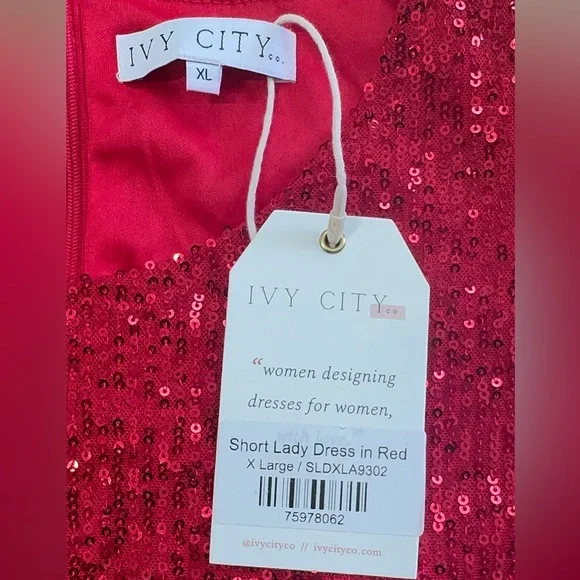 IVY CITY co.
XL
IVY CITY co
“women designing
dresses for women,
Short Lady Dress in Red
X Large / SLDXLA9302
75978062
@ivycityco // ivycityco.com